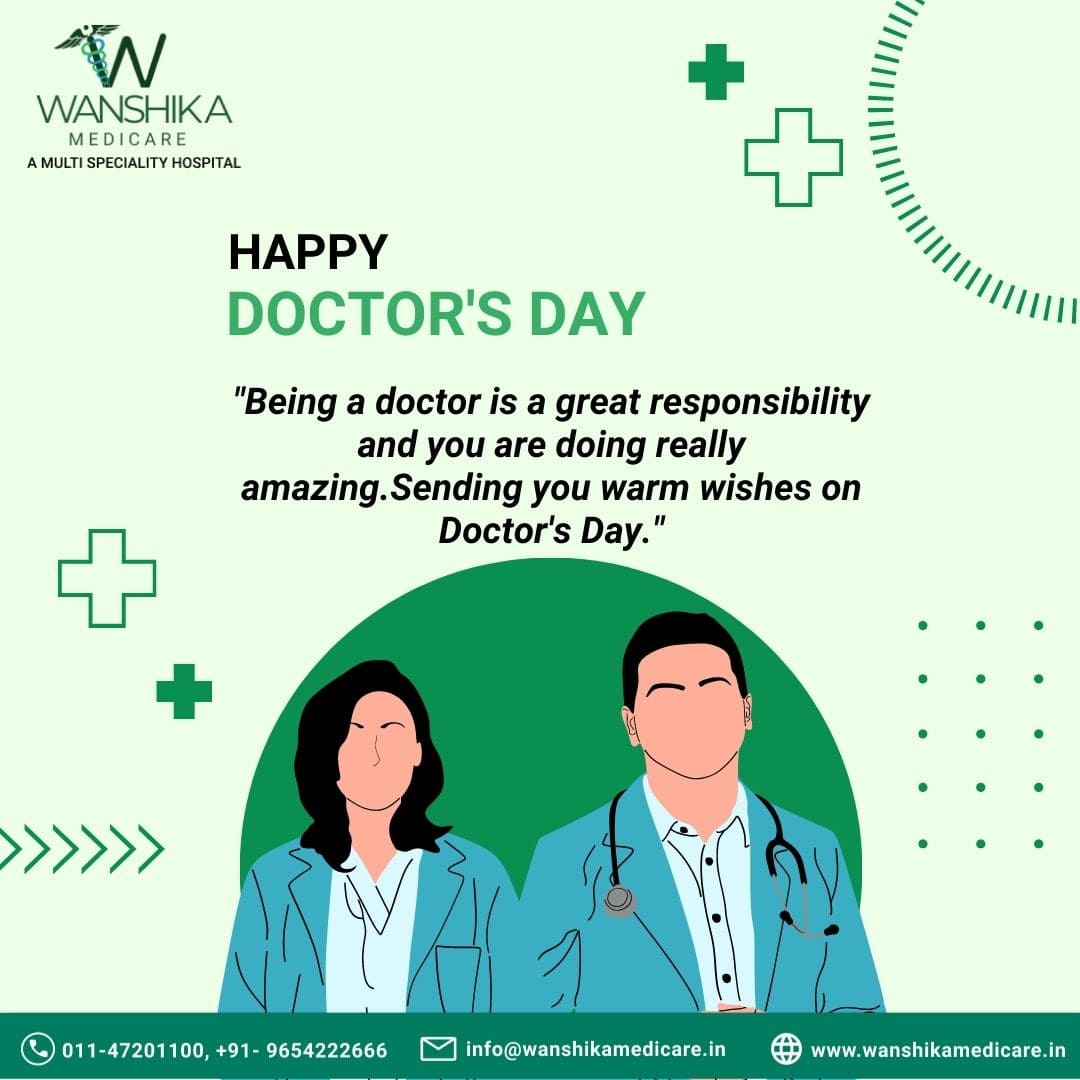 W
WANSHIKA
MEDICARE
A MULTI SPECIALITY HOSPITAL
HAPPY
DOCTOR'S DAY
"Being a doctor is a great responsibility
and you are doing really
amazing.Sending you warm wishes on
Doctor's Day."
011-47201100, +91- 9654222666 info@wanshikamedicare.in www.wanshikamedicare.in